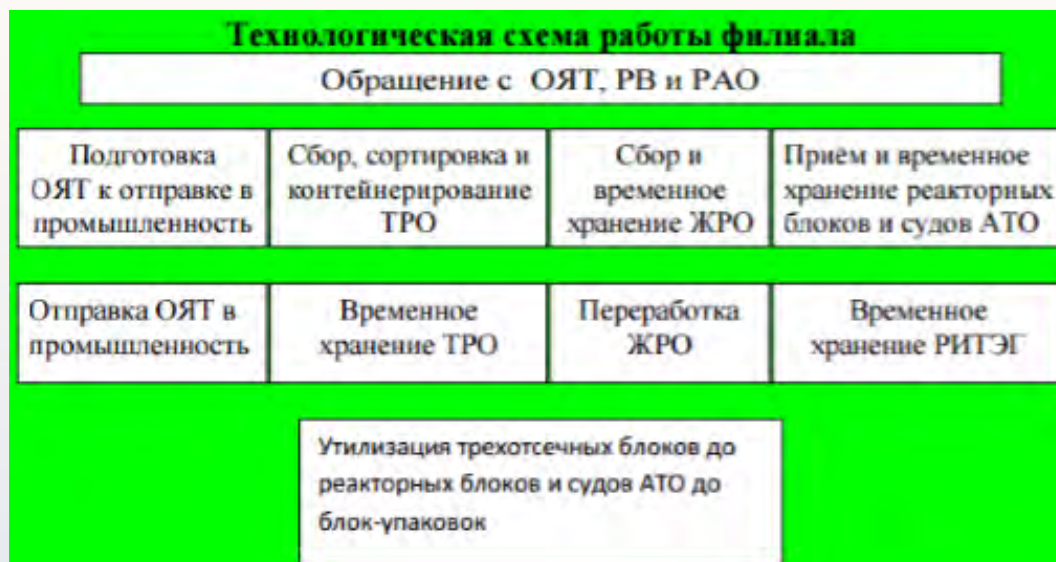 Технологическая схема работы филиала
Обращение с ОЯТ, РВ и РАО
Подготовка
ОЯТ к отправке в
промышленность
Сбор, сортировка и
контейнерирование
ТРО
Сбор и
временное
хранение ЖРО
Приём и временное
хранение реакторных
блоков и судов АТО
Отправка ОЯТ в
промышленность
Временное
хранение ТРО
Переработка
ЖРО
Временное
хранение РИТЭГ
Утилизация трехотсечных блоков до
реакторных блоков и судов АТО до
блок-упаковок